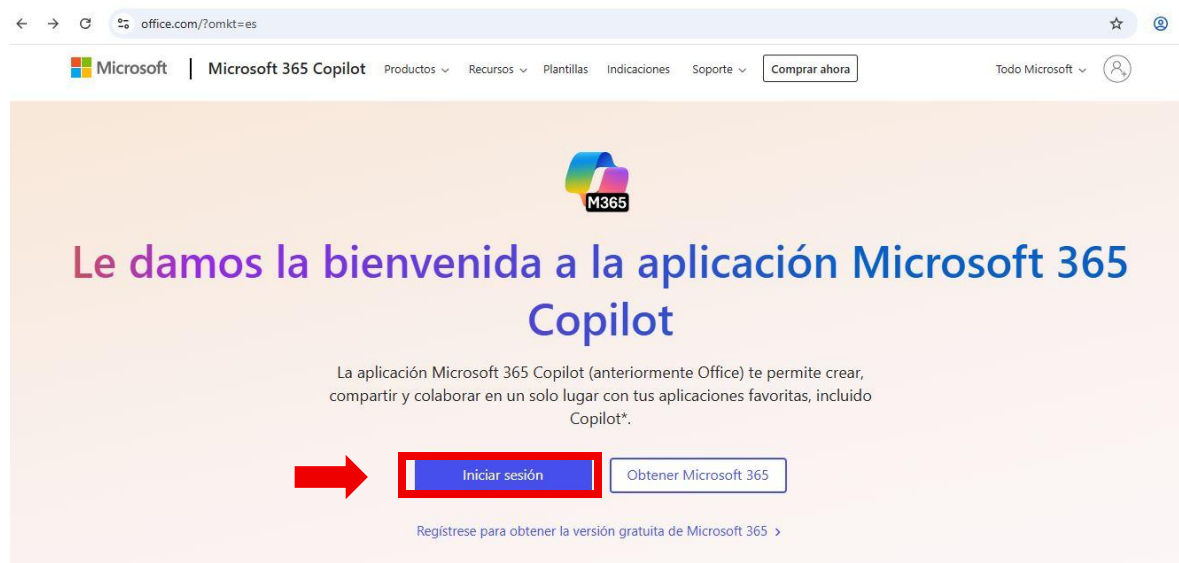 office.com/?omkt=es
Microsoft Microsoft 365 Copilot Productos Recursos Plantillas Indicaciones Soporte Comprar ahora Todo Microsoft
M365
Le damos la bienvenida a la aplicación Microsoft 365
Copilot
La aplicación Microsoft 365 Copilot (anteriormente Office) te permite crear,
compartir y colaborar en un solo lugar con tus aplicaciones favoritas, incluido
Copilot*.
Iniciar sesión Obtener Microsoft 365
Regístrese para obtener la versión gratuita de Microsoft 365